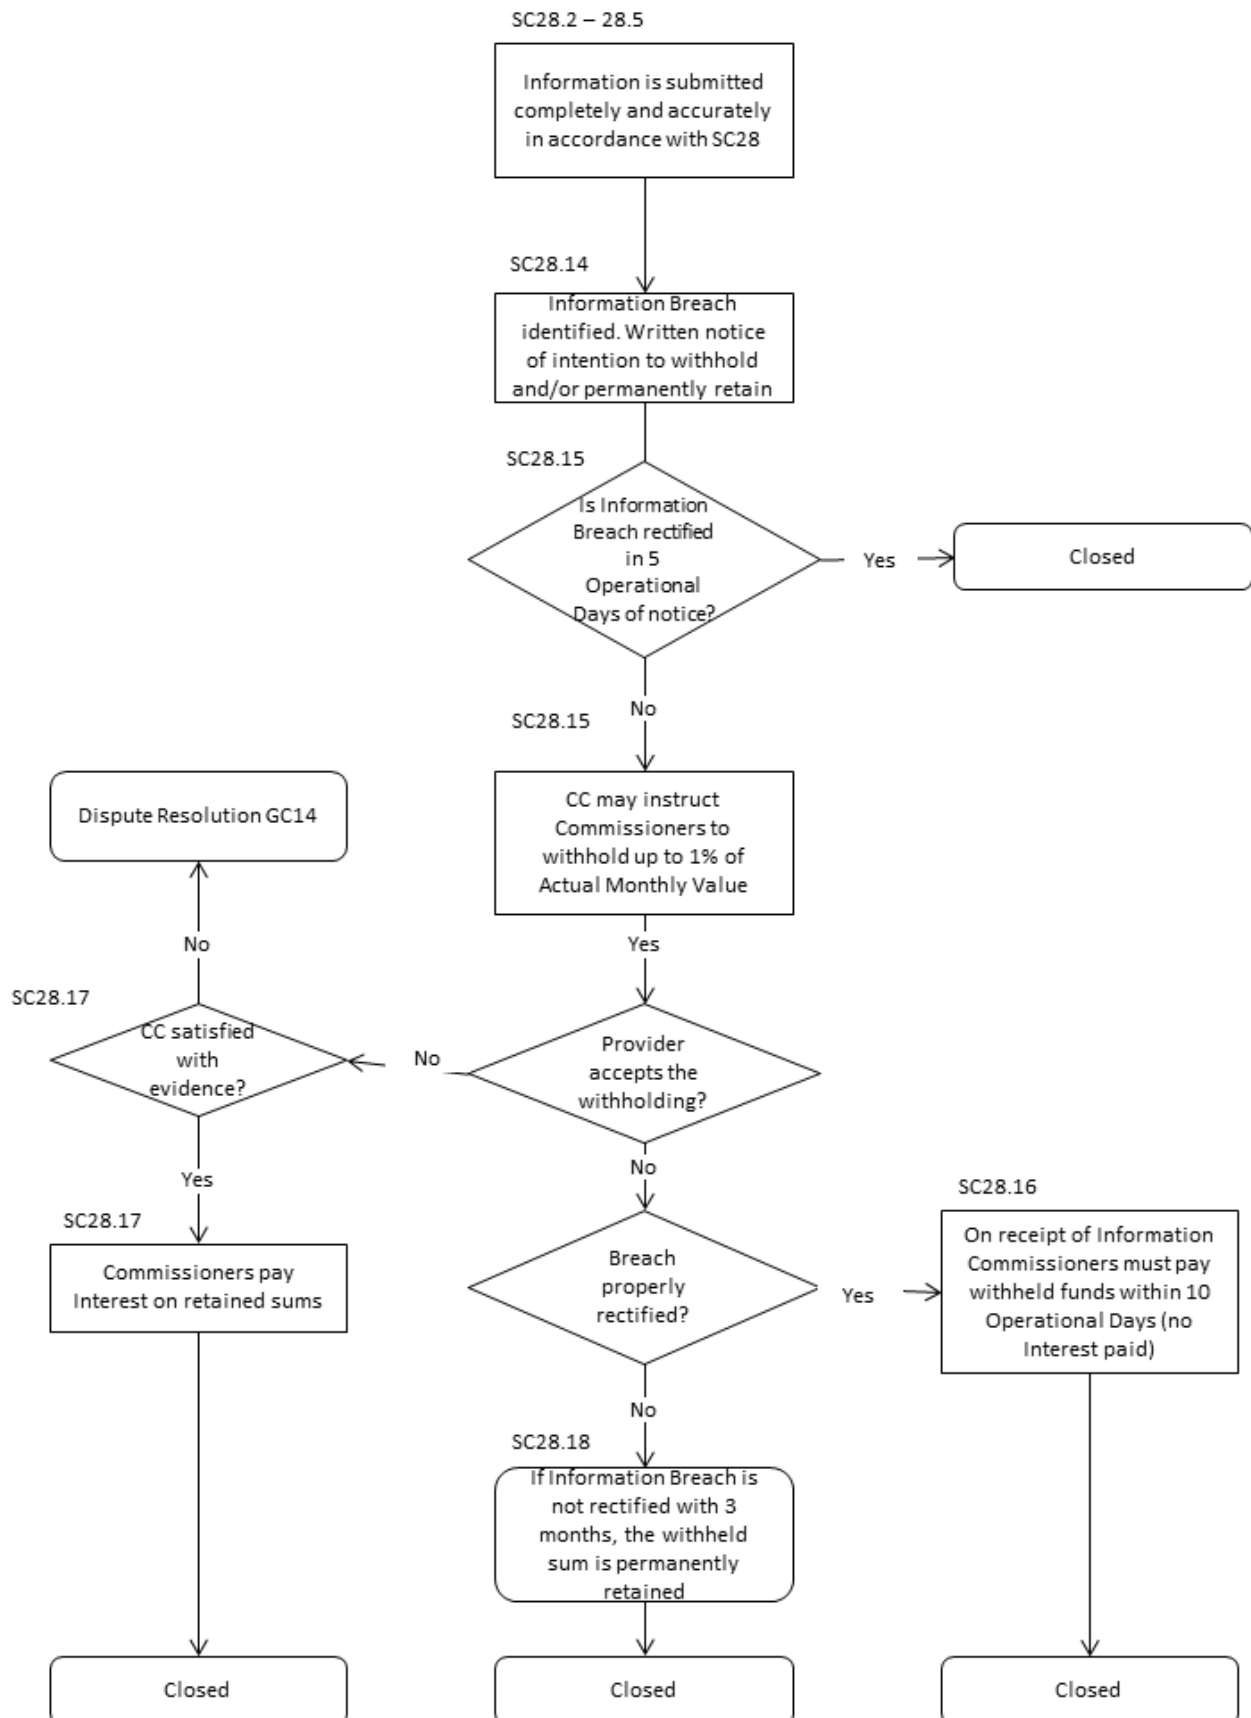 SC28.2 – 28.5
Information is submitted
completely and accurately
in accordance with SC28
SC28.14
Information Breach
identified. Written notice
of intention to withhold
and/or permanently retain
SC28.15
Is Information
Breach rectified
in 5
Operational
Days of notice?
Yes
Closed
No
SC28.15
CC may instruct
Commissioners to
withhold up to 1% of
Actual Monthly Value
Dispute Resolution GC14
No
Yes
SC28.17
CC satisfied
with
evidence?
No
Provider
accepts the
withholding?
Yes
No
SC28.16
SC28.17
Commissioners pay
Interest on retained sums
Breach
properly
rectified?
Yes
On receipt of Information
Commissioners must pay
withheld funds within 10
Operational Days (no
Interest paid)
No
SC28.18
If Information Breach is
not rectified with 3
months, the withheld
sum is permanently
retained
Closed
Closed
Closed